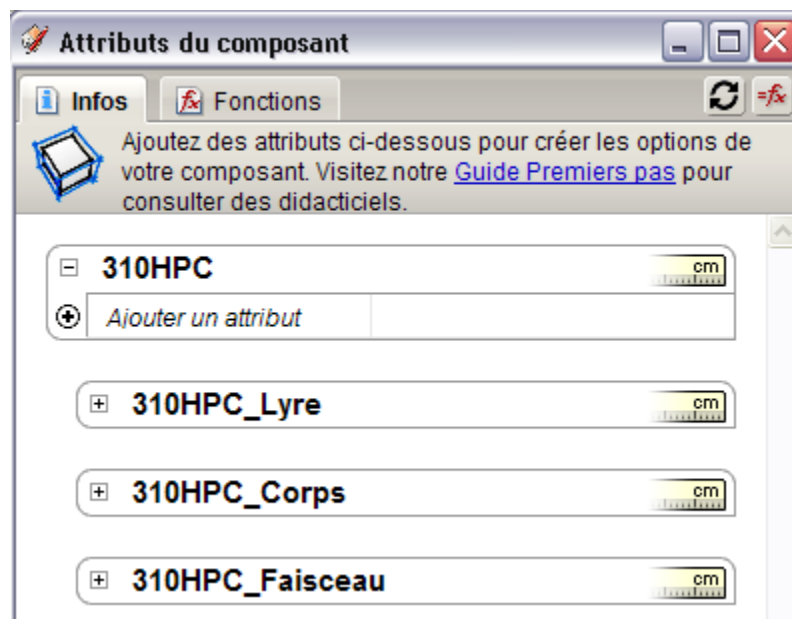 Attributs du composant
Infos
Fonctions
=fx
Ajoutez des attributs ci-dessous pour créer les options de
votre composant. Visitez notre Guide Premiers pas pour
consulter des didacticiels.
310HPC
cm
Ajouter un attribut
310HPC_Lyre
cm
310HPC_Corps
cm
310HPC_Faisceau
cm